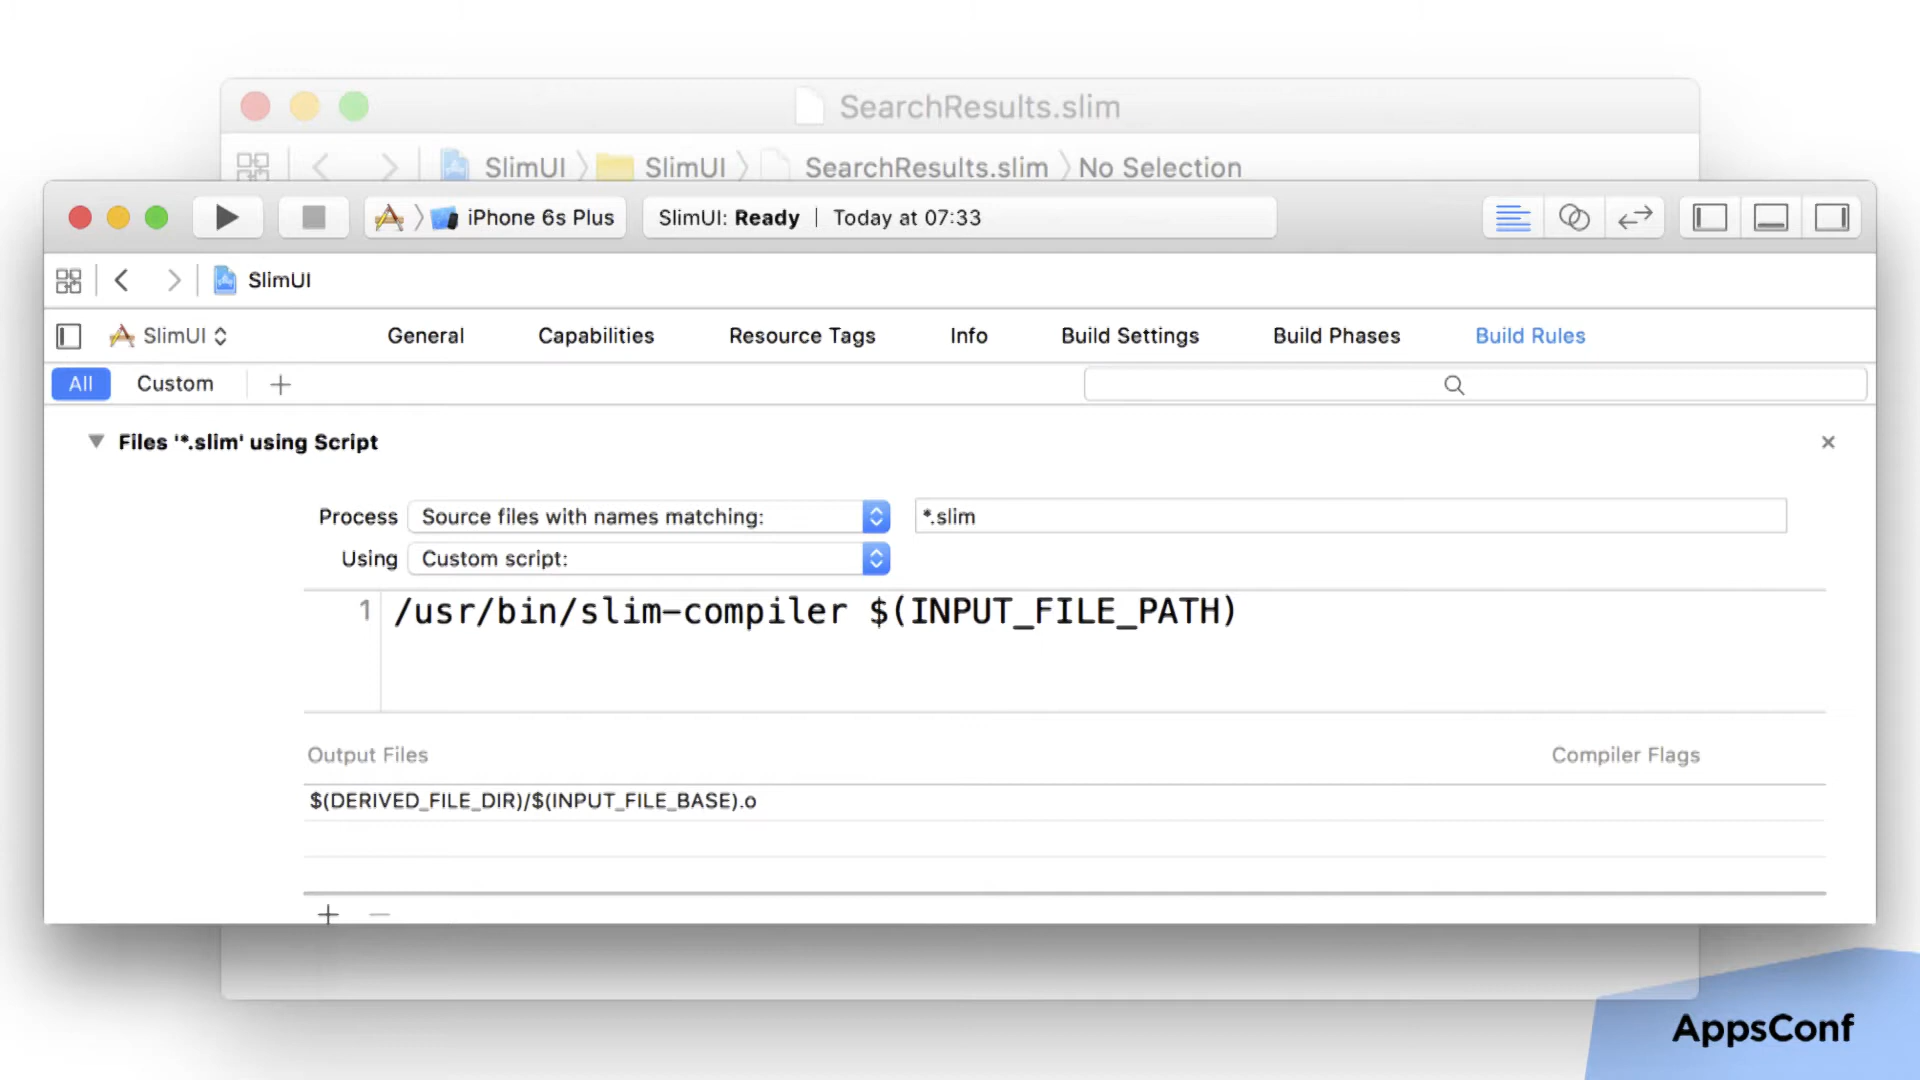 SearchResults.slim
SlimUI SlimUI SearchResults.slim No Selection
iPhone 6s Plus SlimUI: Ready | Today at 07:33
SlimUI
SlimUI General Capabilities Resource Tags Info Build Settings Build Phases Build Rules
All Custom
Files '*.slim' using Script
Process Source files with names matching: *.slim
Using Custom script:
1 /usr/bin/slim-compiler $(INPUT_FILE_PATH)
Output Files Compiler Flags
$(DERIVED_FILE_DIR)/$(INPUT_FILE_BASE).o
AppsConf